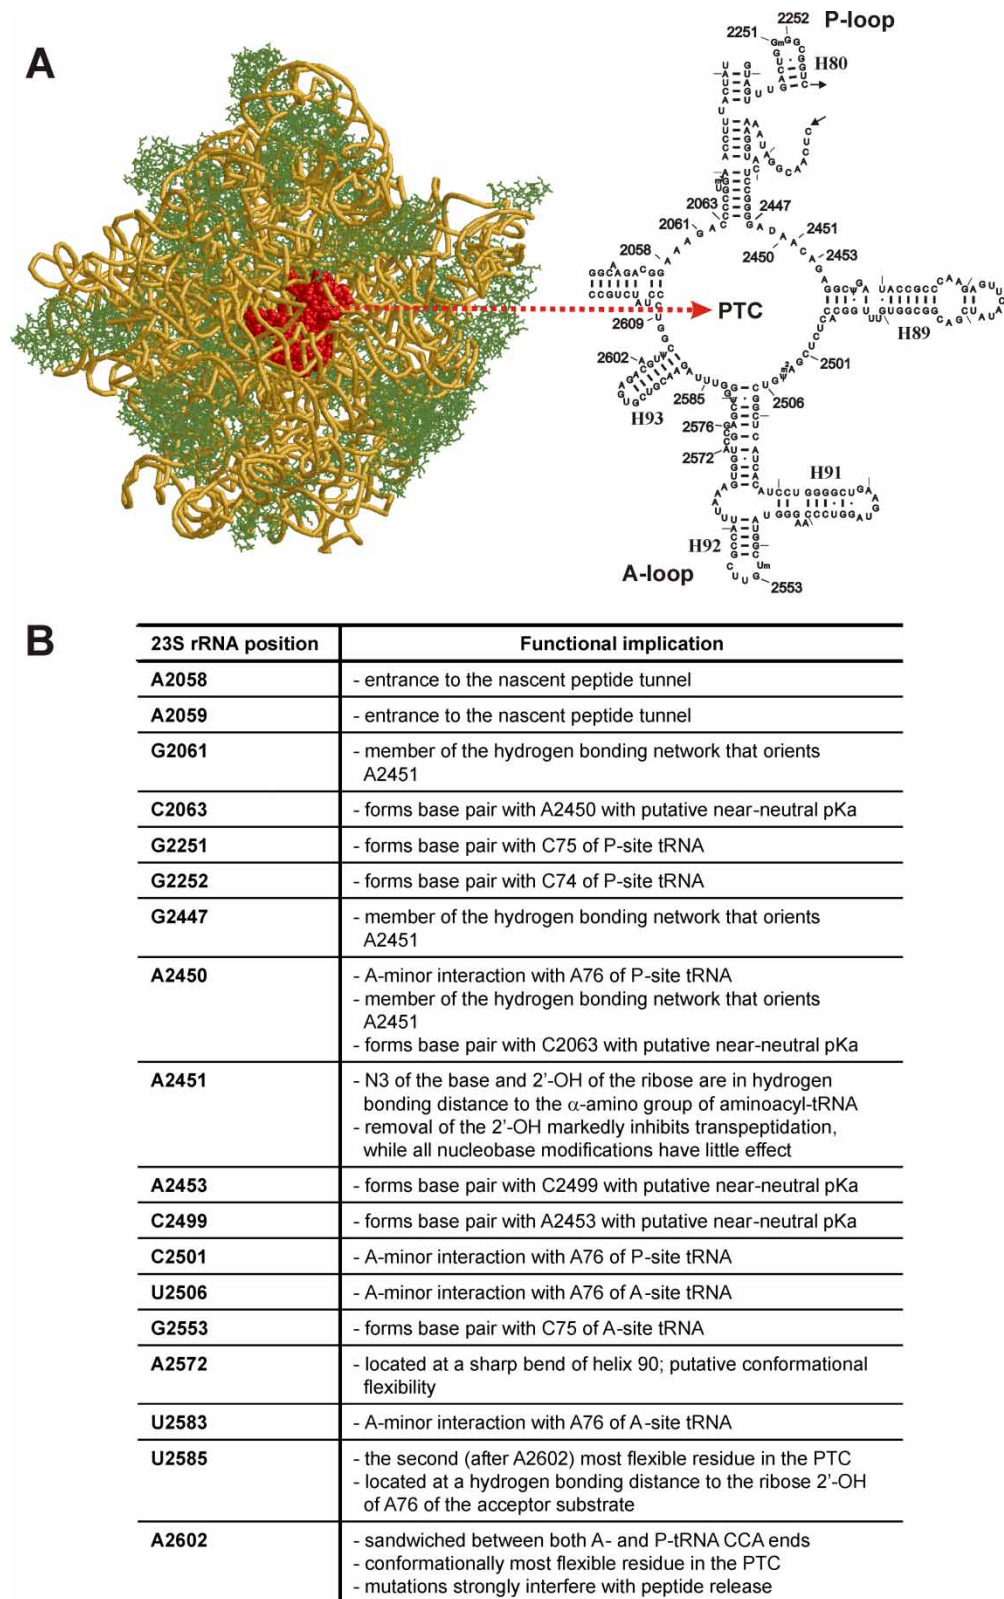 A
2252
P-loop
2251
H80
2063
2447
2061
2451
2450
2453
2058
PTC
2609
H89
2602
2501
2585
2506
H93
2576
2572
H91
H92
A-loop
2553
B
23S rRNA position Functional implication
A2058 - entrance to the nascent peptide tunnel
A2059 - entrance to the nascent peptide tunnel
G2061 - member of the hydrogen bonding network that orients
A2451
C2063 - forms base pair with A2450 with putative near-neutral pKa
G2251 - forms base pair with C75 of P-site tRNA
G2252 - forms base pair with C74 of P-site tRNA
G2447 - member of the hydrogen bonding network that orients
A2451
A2450 - A-minor interaction with A76 of P-site tRNA
- member of the hydrogen bonding network that orients
A2451
- forms base pair with C2063 with putative near-neutral pKa
A2451 - N3 of the base and 2'-OH of the ribose are in hydrogen
bonding distance to the α-amino group of aminoacyl-tRNA
- removal of the 2'-OH markedly inhibits transpeptidation,
while all nucleobase modifications have little effect
A2453 - forms base pair with C2499 with putative near-neutral pKa
C2499 - forms base pair with A2453 with putative near-neutral pKa
C2501 - A-minor interaction with A76 of P-site tRNA
U2506 - A-minor interaction with A76 of A-site tRNA
G2553 - forms base pair with C75 of A-site tRNA
A2572 - located at a sharp bend of helix 90; putative conformational
flexibility
U2583 - A-minor interaction with A76 of A-site tRNA
U2585 - the second (after A2602) most flexible residue in the PTC
- located at a hydrogen bonding distance to the ribose 2'-OH
of A76 of the acceptor substrate
A2602 - sandwiched between both A- and P-tRNA CCA ends
- conformationally most flexible residue in the PTC
- mutations strongly interfere with peptide release